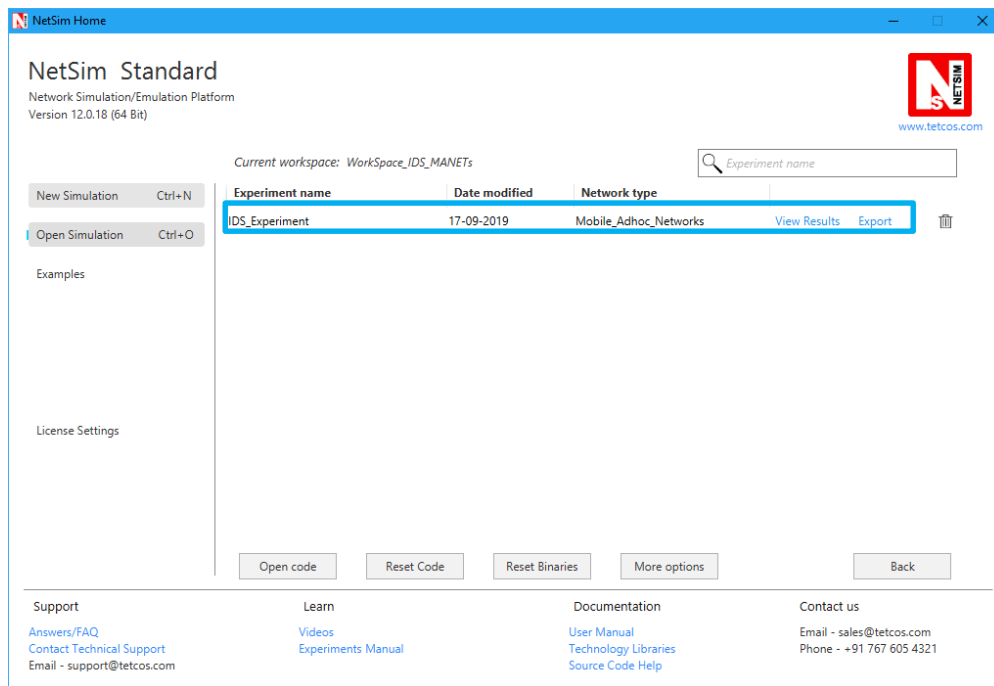 NetSim Home
NetSim Standard
Network Simulation/Emulation Platform
Version 12.0.18 (64 Bit)
NS NETSIM
www.tetcos.com
Current workspace: WorkSpace_IDS_MANETs
Experiment name
New Simulation Ctrl+N
Open Simulation Ctrl+O
Examples
License Settings
Experiment name Date modified Network type
IDS_Experiment 17-09-2019 Mobile_Adhoc_Networks View Results Export
Open code Reset Code Reset Binaries More options Back
Support
Answers/FAQ
Contact Technical Support
Email - support@tetcos.com
Learn
Videos
Experiments Manual
Documentation
User Manual
Technology Libraries
Source Code Help
Contact us
Email - sales@tetcos.com
Phone - +91 767 605 4321